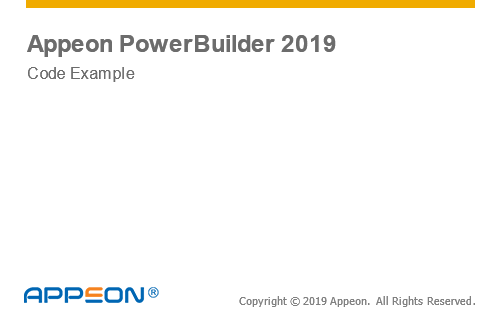 Appeon PowerBuilder 2019
Code Example
APPEON®
Copyright © 2019 Appeon. All Rights Reserved.